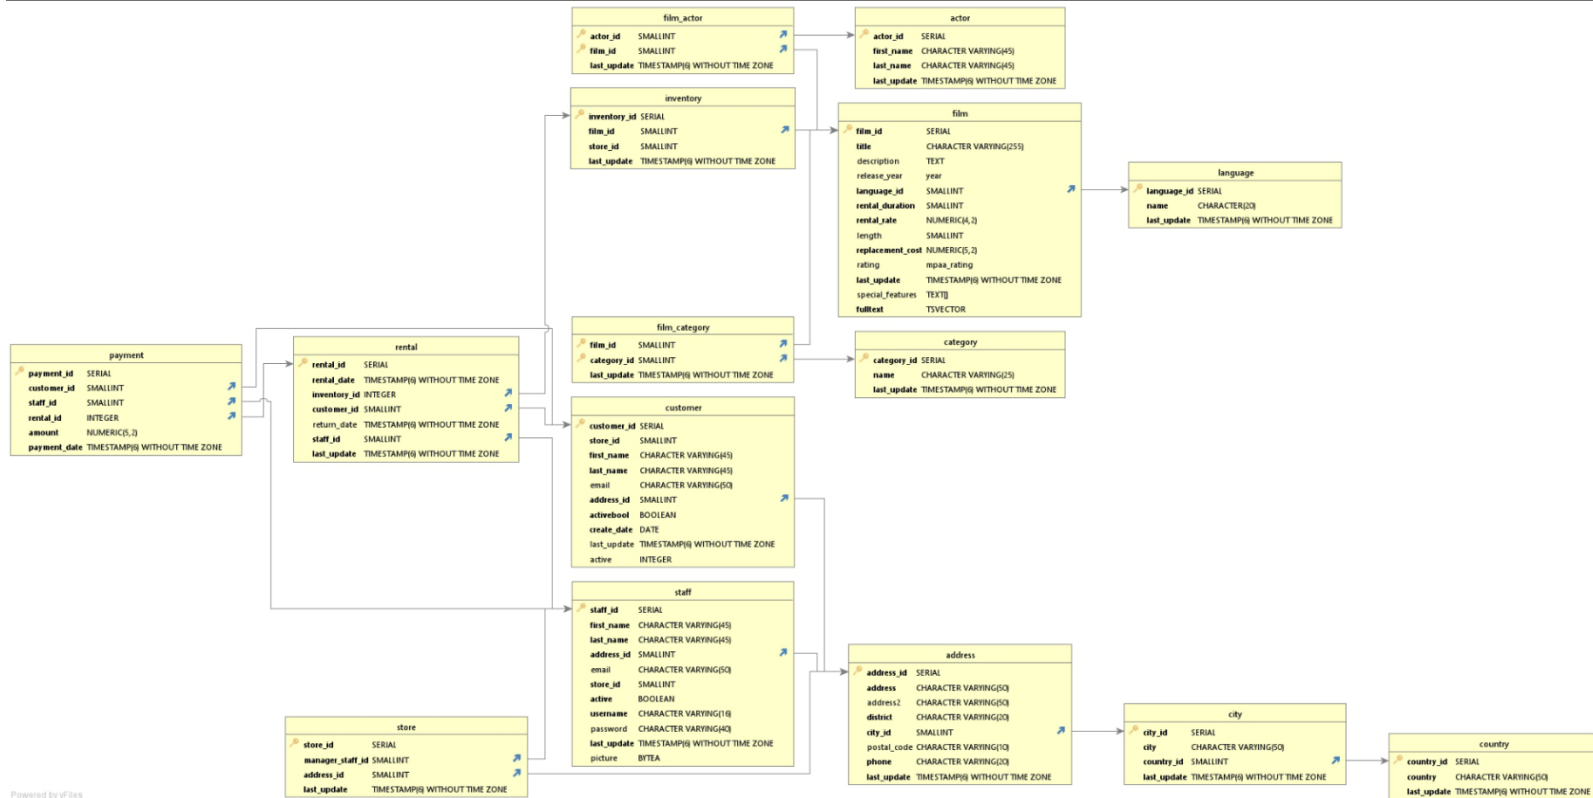 film_actor
actor_id SMALLINT
film_id SMALLINT
last_update TIMESTAMP(6) WITHOUT TIME ZONE
actor
actor_id SERIAL
first_name CHARACTER VARYING(45)
last_name CHARACTER VARYING(45)
last_update TIMESTAMP(6) WITHOUT TIME ZONE
inventory
inventory_id SERIAL
film_id SMALLINT
store_id SMALLINT
last_update TIMESTAMP(6) WITHOUT TIME ZONE
film
film_id SERIAL
title CHARACTER VARYING(255)
description TEXT
release_year year
language_id SMALLINT
rental_duration SMALLINT
rental_rate NUMERIC(4,2)
length SMALLINT
replacement_cost NUMERIC(5,2)
rating mpaa_rating
last_update TIMESTAMP(6) WITHOUT TIME ZONE
special_features TEXT[]
fulltext TSVECTOR
language
language_id SERIAL
name CHARACTER(20)
last_update TIMESTAMP(6) WITHOUT TIME ZONE
film_category
film_id SMALLINT
category_id SMALLINT
last_update TIMESTAMP(6) WITHOUT TIME ZONE
category
category_id SERIAL
name CHARACTER VARYING(25)
last_update TIMESTAMP(6) WITHOUT TIME ZONE
payment
payment_id SERIAL
customer_id SMALLINT
staff_id SMALLINT
rental_id INTEGER
amount NUMERIC(5,2)
payment_date TIMESTAMP(6) WITHOUT TIME ZONE
rental
rental_id SERIAL
rental_date TIMESTAMP(6) WITHOUT TIME ZONE
inventory_id INTEGER
customer_id SMALLINT
return_date TIMESTAMP(6) WITHOUT TIME ZONE
staff_id SMALLINT
last_update TIMESTAMP(6) WITHOUT TIME ZONE
customer
customer_id SERIAL
store_id SMALLINT
first_name CHARACTER VARYING(45)
last_name CHARACTER VARYING(45)
email CHARACTER VARYING(50)
address_id SMALLINT
activebool BOOLEAN
create_date DATE
last_update TIMESTAMP(6) WITHOUT TIME ZONE
active INTEGER
staff
staff_id SERIAL
first_name CHARACTER VARYING(45)
last_name CHARACTER VARYING(45)
address_id SMALLINT
email CHARACTER VARYING(50)
store_id SMALLINT
active BOOLEAN
username CHARACTER VARYING(16)
password CHARACTER VARYING(40)
last_update TIMESTAMP(6) WITHOUT TIME ZONE
picture BYTEA
store
store_id SERIAL
manager_staff_id SMALLINT
address_id SMALLINT
last_update TIMESTAMP(6) WITHOUT TIME ZONE
address
address_id SERIAL
address CHARACTER VARYING(50)
address2 CHARACTER VARYING(50)
district CHARACTER VARYING(20)
city_id SMALLINT
postal_code CHARACTER VARYING(10)
phone CHARACTER VARYING(20)
last_update TIMESTAMP(6) WITHOUT TIME ZONE
city
city_id SERIAL
city CHARACTER VARYING(50)
country_id SMALLINT
last_update TIMESTAMP(6) WITHOUT TIME ZONE
country
country_id SERIAL
country CHARACTER VARYING(50)
last_update TIMESTAMP(6) WITHOUT TIME ZONE
Powered by yFiles